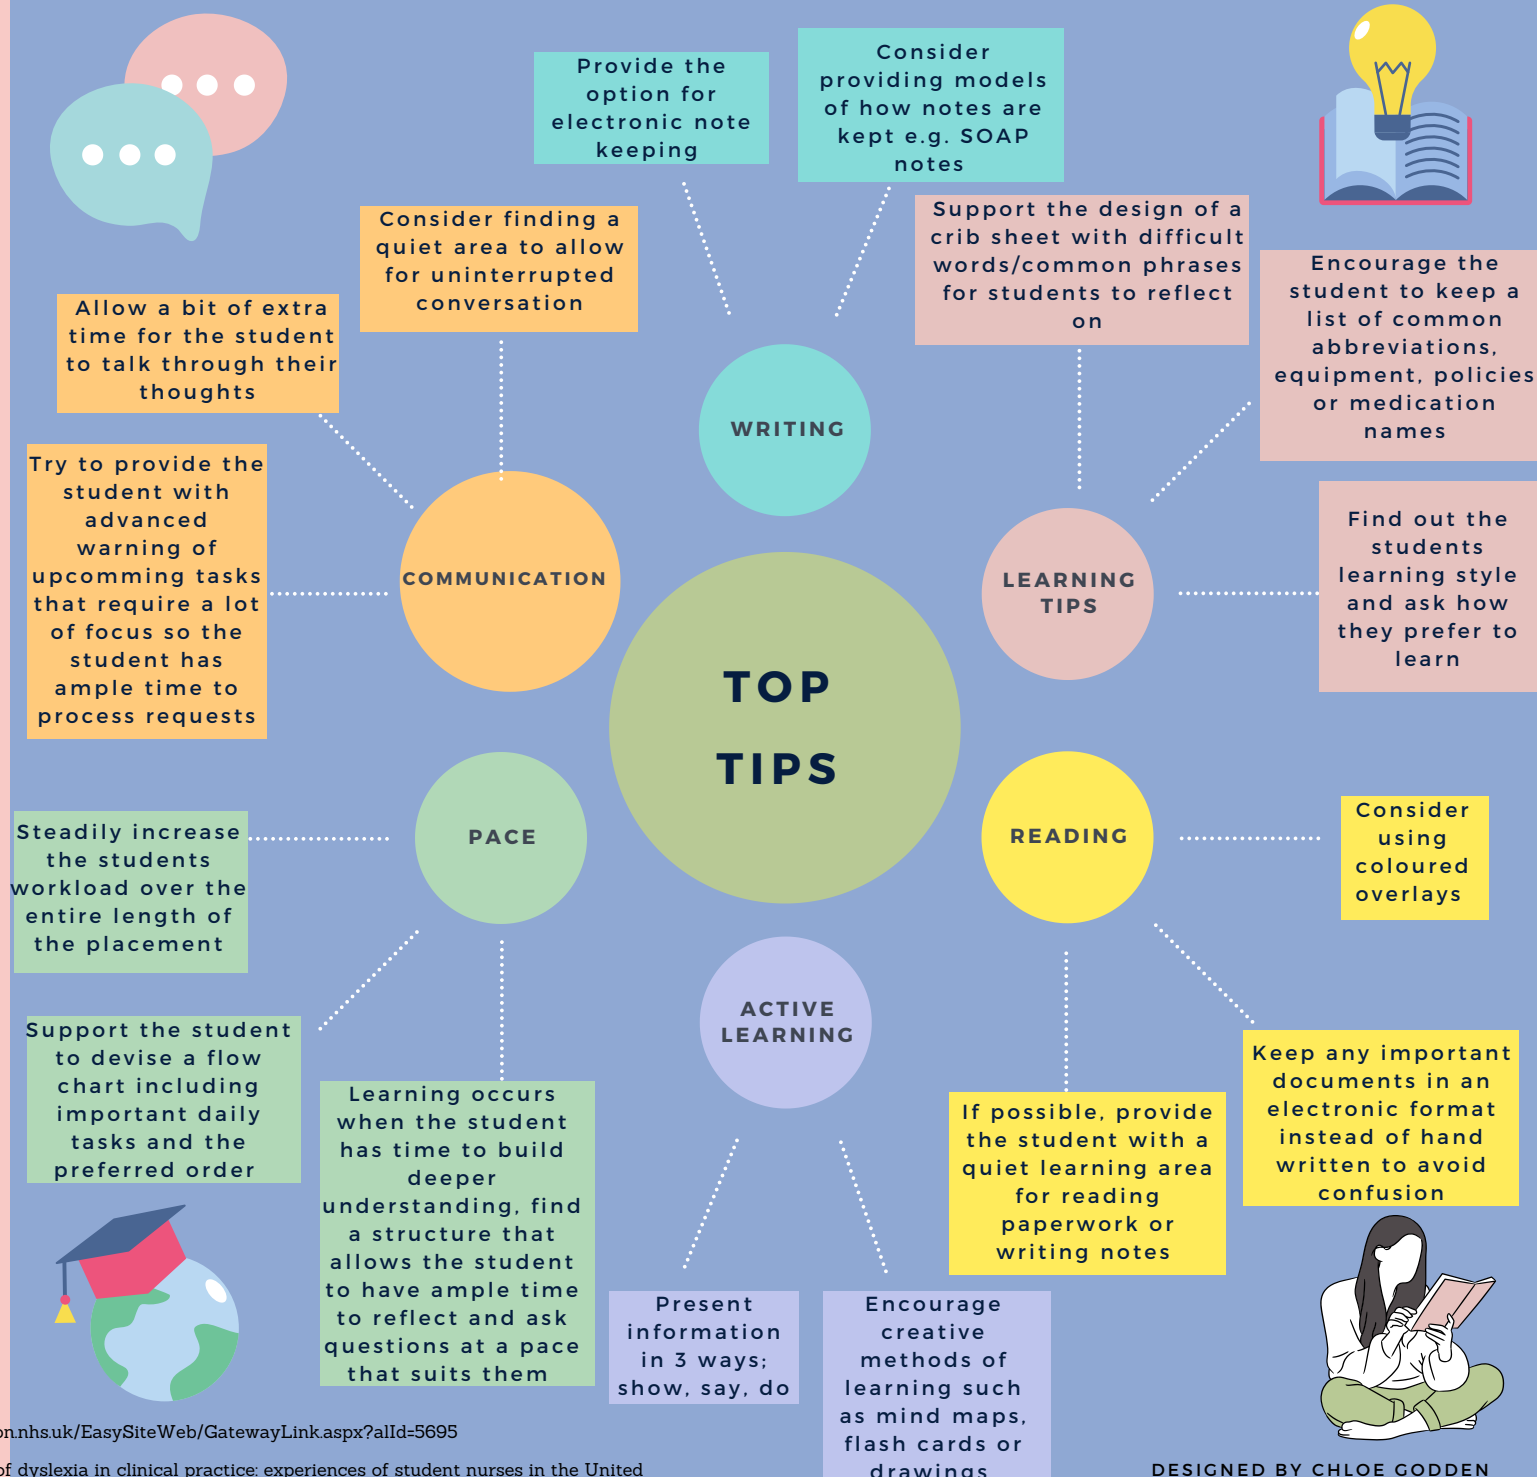 Provide the
option for
electronic note
keeping
Consider
providing models
of how notes are
kept e.g. SOAP
notes
Consider finding a
quiet area to allow
for uninterrupted
conversation
Support the design of a
crib sheet with difficult
words/common phrases
for students to reflect
on
Encourage the
student to keep a
list of common
abbreviations,
equipment, policies
or medication
names
Allow a bit of extra
time for the student
to talk through their
thoughts
WRITING
Try to provide the
student with
advanced
warning of
upcomming tasks
that require a lot
of focus so the
student has
ample time to
process requests
COMMUNICATION
LEARNING
TIPS
Find out the
students
learning style
and ask how
they prefer to
learn
TOP
TIPS
Steadily increase
the students
workload over the
entire length of
the placement
PACE
READING
Consider
using
coloured
overlays
ACTIVE
LEARNING
Support the student
to devise a flow
chart including
important daily
tasks and the
preferred order
Learning occurs
when the student
has time to build
deeper
understanding, find
a structure that
allows the student
to have ample time
to reflect and ask
questions at a pace
that suits them
If possible, provide
the student with a
quiet learning area
for reading
paperwork or
writing notes
Keep any important
documents in an
electronic format
instead of hand
written to avoid
confusion
Present
information
in 3 ways;
show, say, do
Encourage
creative
methods of
learning such
as mind maps,
flash cards or
drawings
on.nhs.uk/EasySiteWeb/GatewayLink.aspx?alId=5695
of dyslexia in clinical practice: experiences of student nurses in the United
DESIGNED BY CHLOE GODDEN